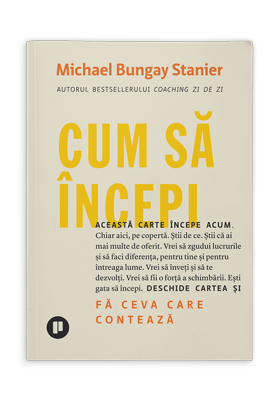 Michael Bungay Stanier
AUTORUL BESTSELLERULUI COACHING ZI DE ZI
CUM SĂ
ÎNCEPI
ACEASTĂ CARTE ÎNCEPE ACUM.
Chiar aici, pe copertă. Știi de ce. Știi că ai
mai multe de oferit. Vrei să zgudui lucrurile
și să faci diferența, pentru tine și pentru
întreaga lume. Vrei să înveți și să te
dezvolți. Vrei să fii o forță a schimbării. Ești
gata să începi. DESCHIDE CARTEA ȘI
FĂ CEVA CARE
CONTEAZĂ